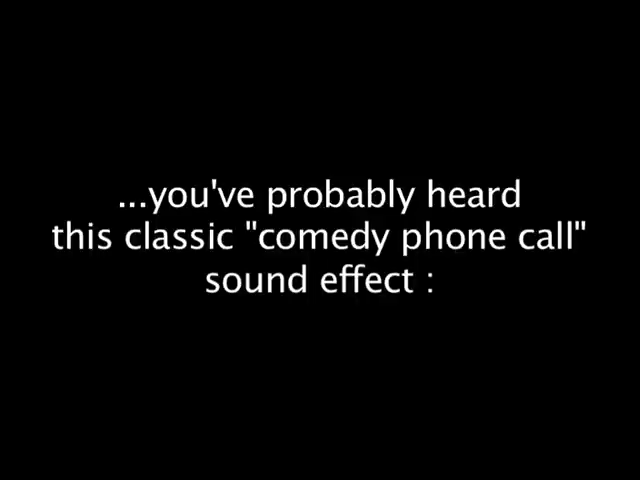 ...you've probably heard
this classic "comedy phone call"
sound effect :